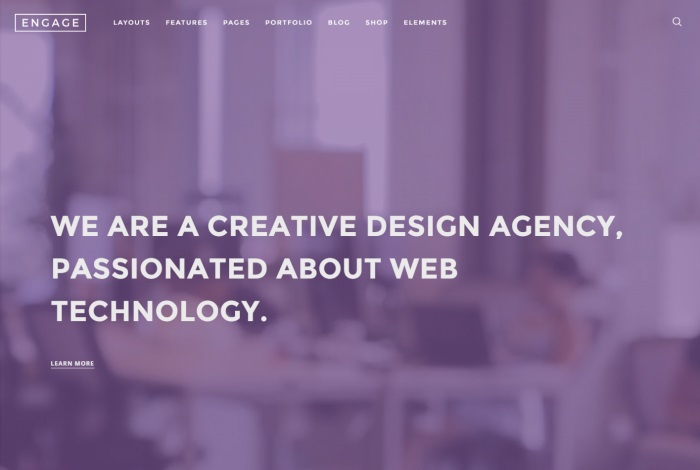 ENGAGE
LAYOUTS FEATURES PAGES PORTFOLIO BLOG SHOP ELEMENTS
WE ARE A CREATIVE DESIGN AGENCY,
PASSIONATED ABOUT WEB
TECHNOLOGY.
LEARN MORE